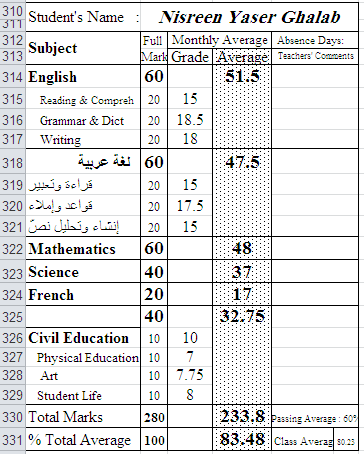 310 Student's Name : Nisreen Yaser Ghalab
311
312 Subject Full Monthly Average Absence Days:
313 Mark Grade Average Teachers' Comments
314 English 60 51.5
315 Reading & Compreh 20 15
316 Grammar & Dict 20 18.5
317 Writing 20 18
318 لغة عربية 60 47.5
319 قراءة وتعبير 20 15
320 قواعد وإملاء 20 17.5
321 إنشاء وتحليل نصّ 20 15
322 Mathematics 60 48
323 Science 40 37
324 French 20 17
325 40 32.75
326 Civil Education 10 10
327 Physical Education 10 7
328 Art 10 7.75
329 Student Life 10 8
330 Total Marks 280 233.8 Passing Average : 60%
331 % Total Average 100 83.48 Class Averag 80.23